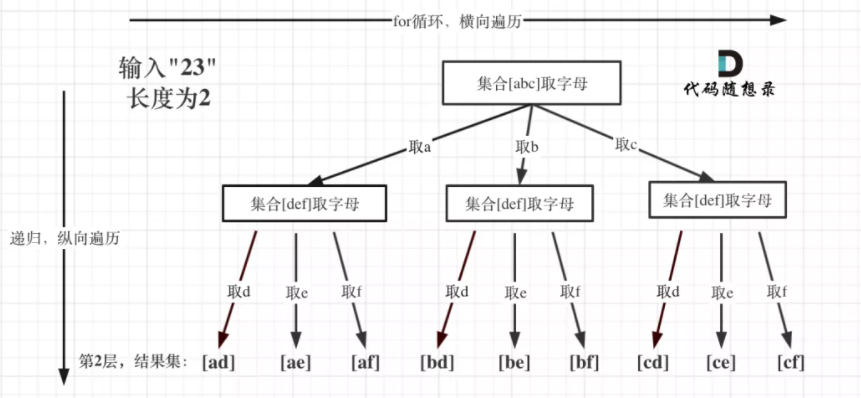 for循环，横向遍历
输入"23"
长度为2
代码随想录
集合[abc]取字母
取a
取b
取c
集合[def]取字母
集合[def]取字母
集合[def]取字母
递归，纵向遍历
取d
取e
取f
取d
取e
取f
取d
取e
取f
第2层，结果集：
[ad]
[ae]
[af]
[bd]
[be]
[bf]
[cd]
[ce]
[cf]